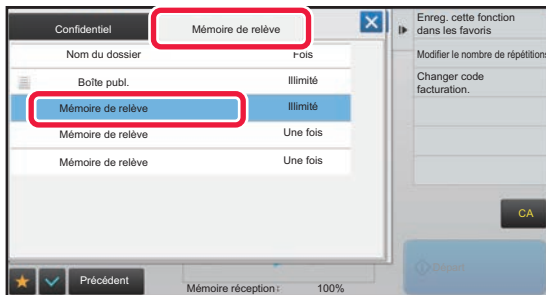 Confidentiel
Mémoire de relève
Nom du dossier Fois
Boîte publ. Illimité
Mémoire de relève Illimité
Mémoire de relève Une fois
Mémoire de relève Une fois
Précédent
Mémoire réception: 100%
Enreg. cette fonction
dans les favoris
Modifier le nombre de répétitions
Changer code
facturation.
CA
Départ